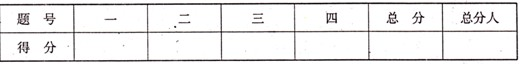 题 号 一 二 三 四 总 分 总分人
得 分